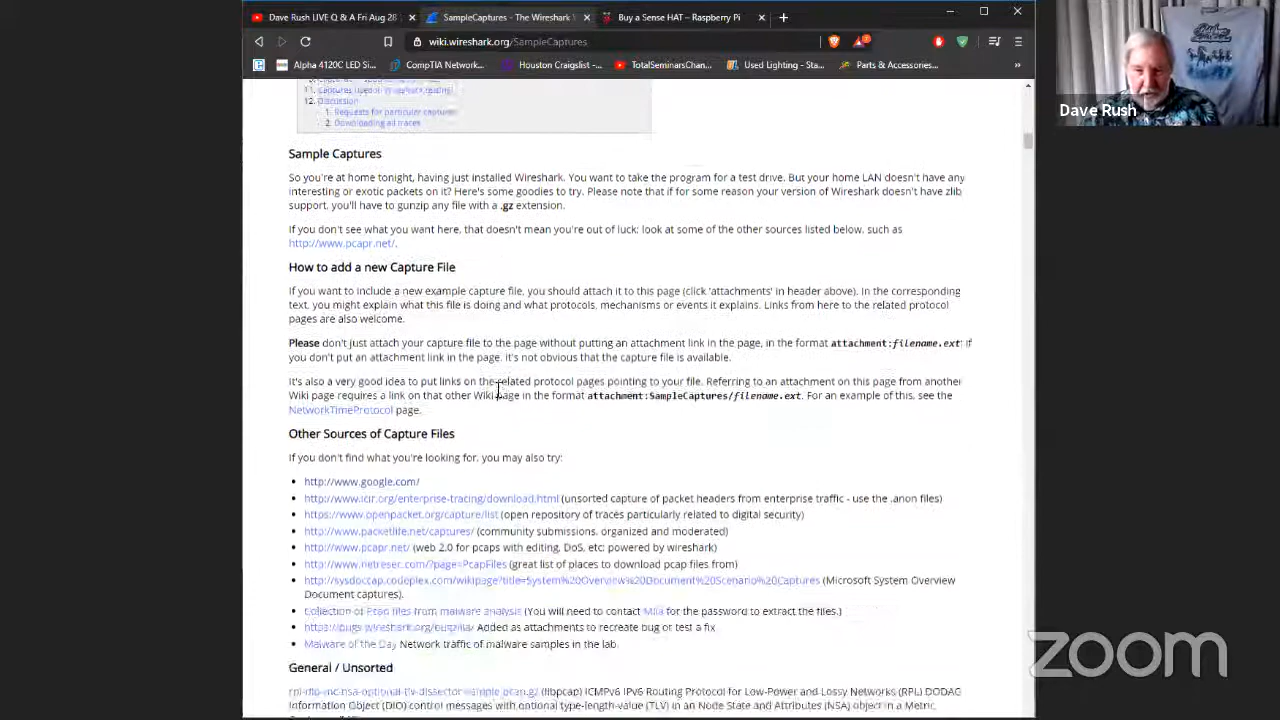 Dave Rush LIVE Q & A Fri Aug 28
SampleCaptures - The Wireshark
Buy a Sense HAT – Raspberry Pi
wiki.wireshark.org/SampleCaptures
Alpha 4120C LED Si...
CompTIA Network...
Houston Craigslist -...
TotalSeminarsChan...
Used Lighting - Sta...
Parts & Accessories...
Dave Rush
12. Discussion
1. Requests for particular captures
2. Downloading all traces
Sample Captures
So you're at home tonight, having just installed Wireshark. You want to take the program for a test drive. But your home LAN doesn't have any
interesting or exotic packets on it? Here's some goodies to try. Please note that if for some reason your version of Wireshark doesn't have zlib
support, you'll have to gunzip any file with a .gz extension.
If you don't see what you want here, that doesn't mean you're out of luck; look at some of the other sources listed below, such as
http://www.pcapr.net/.
How to add a new Capture File
If you want to include a new example capture file, you should attach it to this page (click 'attachments' in header above). In the corresponding
text, you might explain what this file is doing and what protocols, mechanisms or events it explains. Links from here to the related protocol
pages are also welcome.
Please don't just attach your capture file to the page without putting an attachment link in the page, in the format attachment:filename.ext; if
you don't put an attachment link in the page, it's not obvious that the capture file is available.
It's also a very good idea to put links on the related protocol pages pointing to your file. Referring to an attachment on this page from another
Wiki page requires a link on that other Wiki page in the format attachment:SampleCaptures/filename.ext. For an example of this, see the
NetworkTimeProtocol page.
Other Sources of Capture Files
If you don't find what you're looking for, you may also try:
http://www.google.com/
http://www.icir.org/enterprise-tracing/download.html (unsorted capture of packet headers from enterprise traffic - use the .anon files)
https://www.openpacket.org/capture/list (open repository of traces particularly related to digital security)
http://www.packetlife.net/captures/ (community submissions, organized and moderated)
http://www.pcapr.net/ (web 2.0 for pcaps with editing, DoS, etc; powered by wireshark)
http://www.netresec.com/?page=PcapFiles (great list of places to download pcap files from)
http://sysdoccap.codeplex.com/wikipage?title=System%20Overview%20Document%20Scenario%20Captures (Microsoft System Overview
Document captures).
Collection of Pcap files from malware analysis (You will need to contact Mila for the password to extract the files.)
https://bugs.wireshark.org/bugzilla/ Added as attachments to recreate bug or test a fix
Malware of the Day Network traffic of malware samples in the lab.
General / Unsorted
(libpcap) ICMPv6 IPv6 Routing Protocol for Low-Power and Lossy Networks (RPL) DODAG
Information Object (DIO) control messages with optional type-length-value (TLV) in an Node State and Attributes (NSA) object in a Metric
zoom